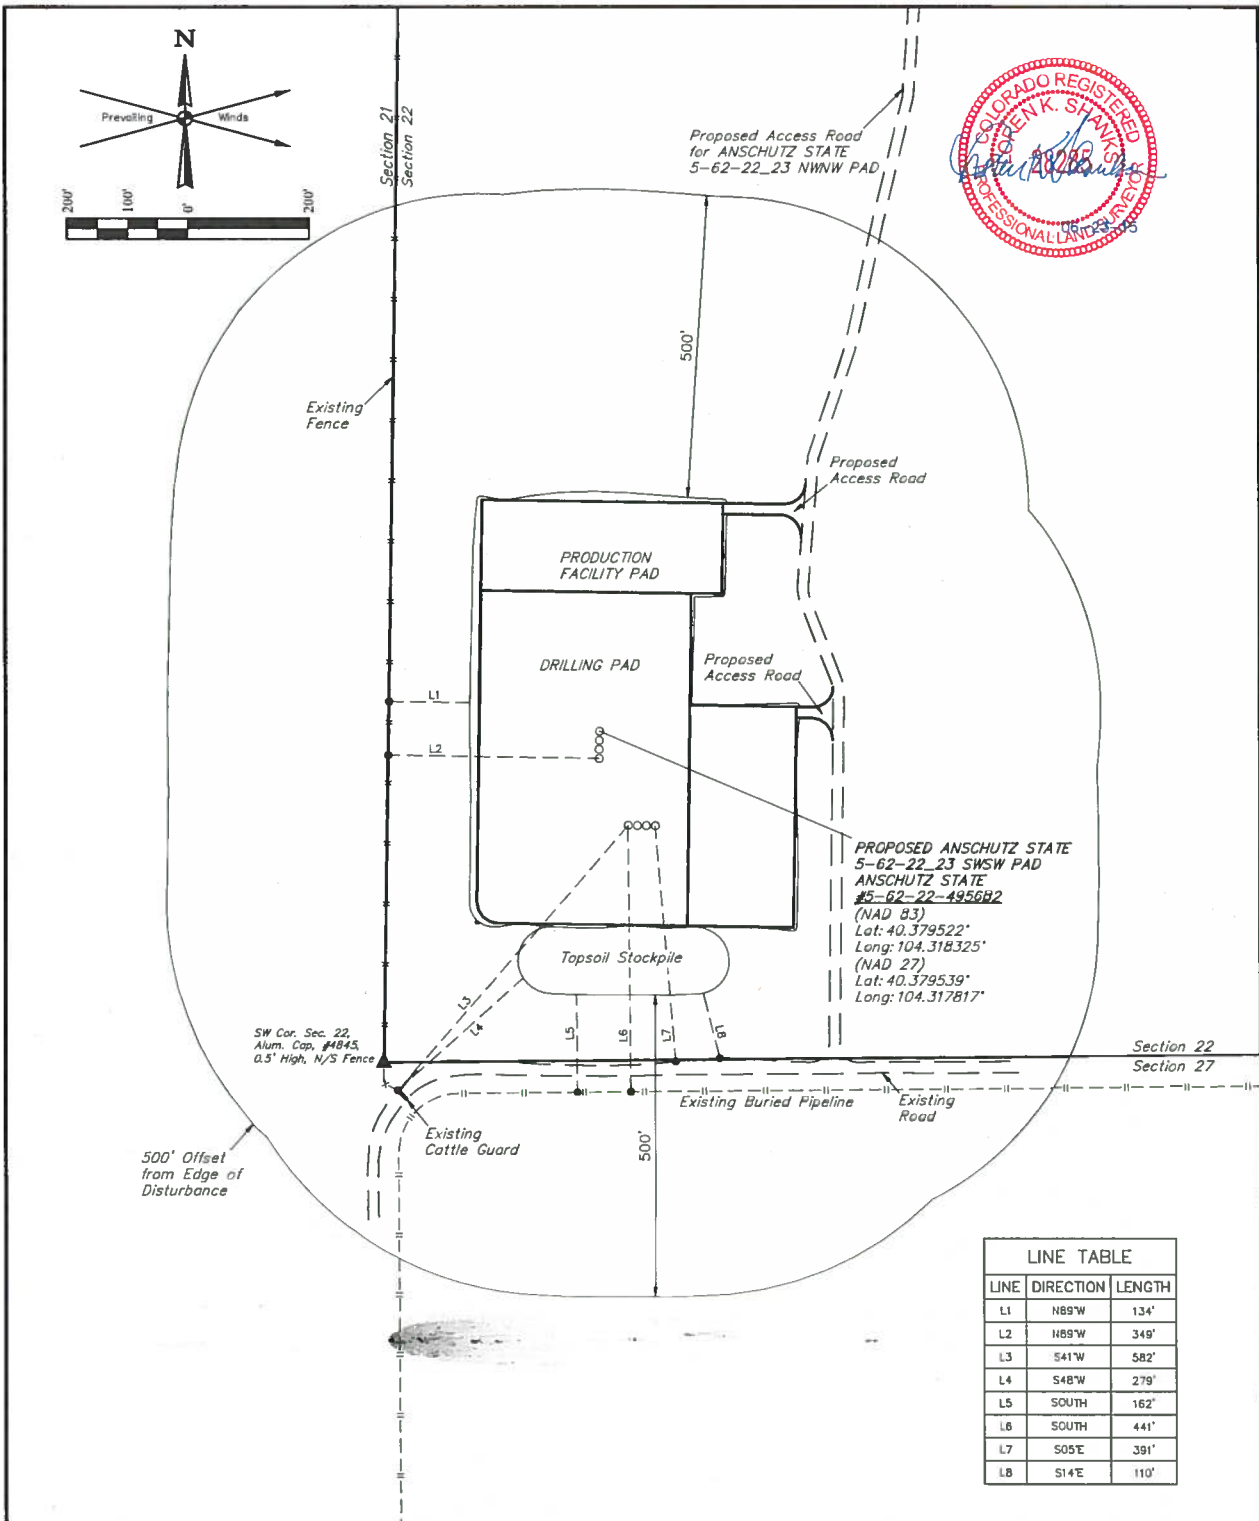 N
Prevailing Winds
200' 100' 0' 200'
Section 21
Section 22
Proposed Access Road
for ANSCHUTZ STATE
5-62-22_23 NWNW PAD
COLORADO REGISTERED
LOREN K. SHANKS
28285
PROFESSIONAL LAND SURVEYOR
500'
Existing
Fence
Proposed
Access Road
PRODUCTION
FACILITY PAD
DRILLING PAD
Proposed
Access Road
L1
L2
PROPOSED ANSCHUTZ STATE
5-62-22_23 SWSW PAD
ANSCHUTZ STATE
#5-62-22-4956B2
(NAD 83)
Lat: 40.379522°
Long: 104.318325°
(NAD 27)
Lat: 40.379539°
Long: 104.317817°
Topsoil Stockpile
L3
L4
L5
L6
L7
L8
SW Cor. Sec. 22,
Alum. Cap, #4845,
0.5' High, N/S Fence
Section 22
Section 27
Existing Buried Pipeline
Existing
Road
Existing
Cattle Guard
500'
500' Offset
from Edge of
Disturbance
LINE TABLE
LINE DIRECTION LENGTH
L1 N89°W 134'
L2 N89°W 349'
L3 S41°W 582'
L4 S48°W 279'
L5 SOUTH 162'
L6 SOUTH 441'
L7 S05°E 391'
L8 S14°E 110'